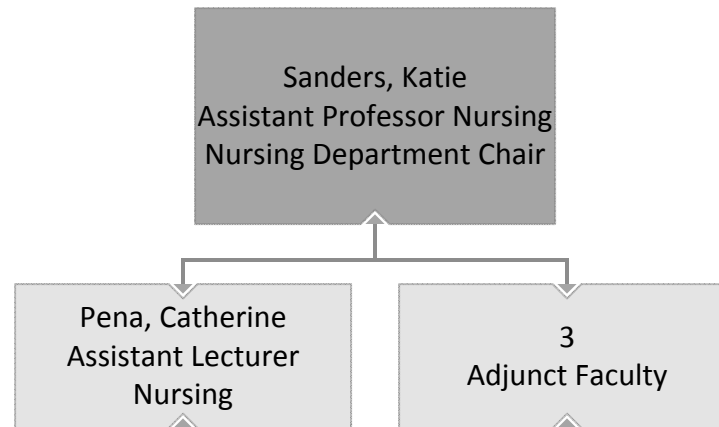 Sanders, Katie
Assistant Professor Nursing
Nursing Department Chair
Pena, Catherine
Assistant Lecturer
Nursing
3
Adjunct Faculty